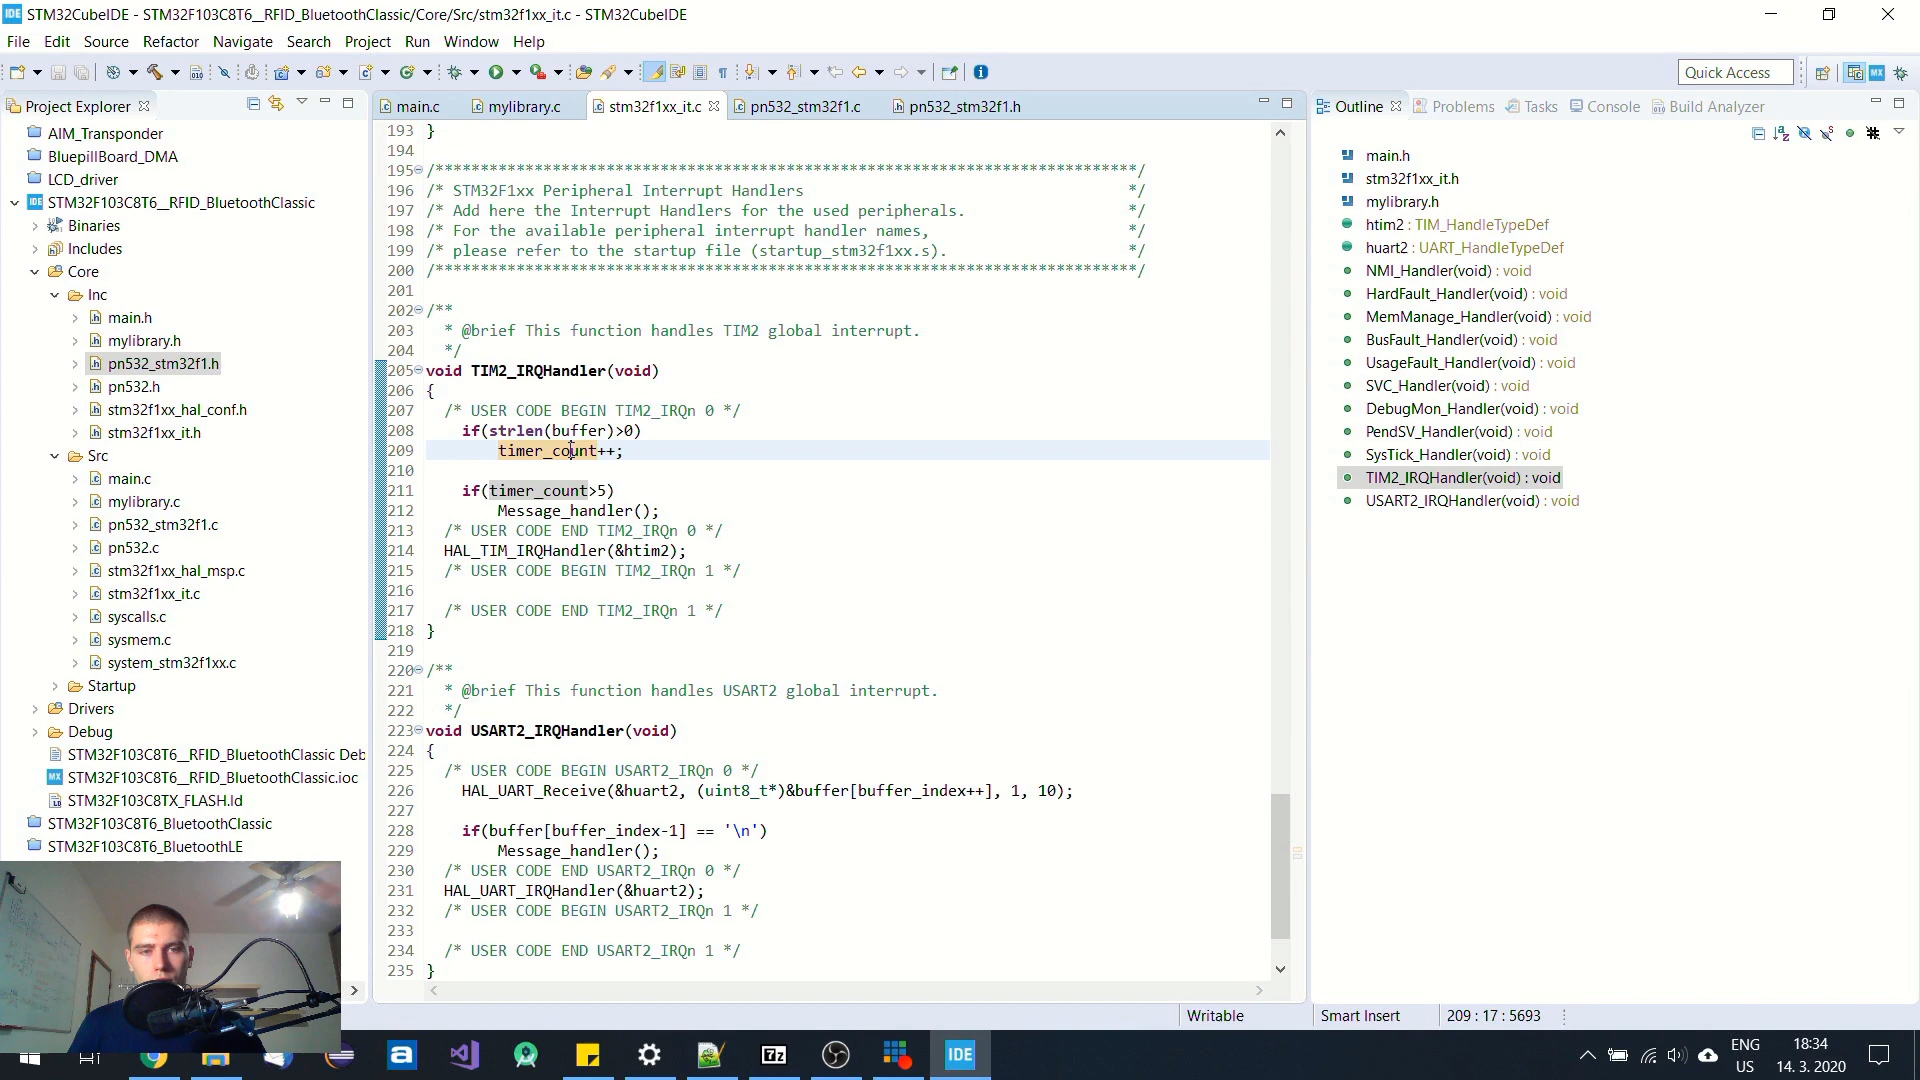 STM32CubeIDE - STM32F103C8T6__RFID_BluetoothClassic/Core/Src/stm32f1xx_it.c - STM32CubeIDE
File Edit Source Refactor Navigate Search Project Run Window Help
Quick Access
Project Explorer
AIM_Transponder
BluepillBoard_DMA
LCD_driver
STM32F103C8T6__RFID_BluetoothClassic
Binaries
Includes
Core
Inc
main.h
mylibrary.h
pn532_stm32f1.h
pn532.h
stm32f1xx_hal_conf.h
stm32f1xx_it.h
Src
main.c
mylibrary.c
pn532_stm32f1.c
pn532.c
stm32f1xx_hal_msp.c
stm32f1xx_it.c
syscalls.c
sysmem.c
system_stm32f1xx.c
Startup
Drivers
Debug
STM32F103C8T6__RFID_BluetoothClassic Deb
STM32F103C8T6__RFID_BluetoothClassic.ioc
STM32F103C8TX_FLASH.ld
STM32F103C8T6_BluetoothClassic
STM32F103C8T6_BluetoothLE
main.c mylibrary.c stm32f1xx_it.c pn532_stm32f1.c pn532_stm32f1.h
193 }
194
195 /******************************************************************************/
196 /* STM32F1xx Peripheral Interrupt Handlers */
197 /* Add here the Interrupt Handlers for the used peripherals. */
198 /* For the available peripheral interrupt handler names, */
199 /* please refer to the startup file (startup_stm32f1xx.s). */
200 /******************************************************************************/
201
202 /**
203 * @brief This function handles TIM2 global interrupt.
204 */
205 void TIM2_IRQHandler(void)
206 {
207 /* USER CODE BEGIN TIM2_IRQn 0 */
208 if(strlen(buffer)>0)
209 timer_count++;
210
211 if(timer_count>5)
212 Message_handler();
213 /* USER CODE END TIM2_IRQn 0 */
214 HAL_TIM_IRQHandler(&htim2);
215 /* USER CODE BEGIN TIM2_IRQn 1 */
216
217 /* USER CODE END TIM2_IRQn 1 */
218 }
219
220 /**
221 * @brief This function handles USART2 global interrupt.
222 */
223 void USART2_IRQHandler(void)
224 {
225 /* USER CODE BEGIN USART2_IRQn 0 */
226 HAL_UART_Receive(&huart2, (uint8_t*)&buffer[buffer_index++], 1, 10);
227
228 if(buffer[buffer_index-1] == '\n')
229 Message_handler();
230 /* USER CODE END USART2_IRQn 0 */
231 HAL_UART_IRQHandler(&huart2);
232 /* USER CODE BEGIN USART2_IRQn 1 */
233
234 /* USER CODE END USART2_IRQn 1 */
235 }
Outline Problems Tasks Console Build Analyzer
main.h
stm32f1xx_it.h
mylibrary.h
htim2 : TIM_HandleTypeDef
huart2 : UART_HandleTypeDef
NMI_Handler(void) : void
HardFault_Handler(void) : void
MemManage_Handler(void) : void
BusFault_Handler(void) : void
UsageFault_Handler(void) : void
SVC_Handler(void) : void
DebugMon_Handler(void) : void
PendSV_Handler(void) : void
SysTick_Handler(void) : void
TIM2_IRQHandler(void) : void
USART2_IRQHandler(void) : void
Writable Smart Insert 209 : 17 : 5693
7z IDE
ENG
US
18:34
14. 3. 2020